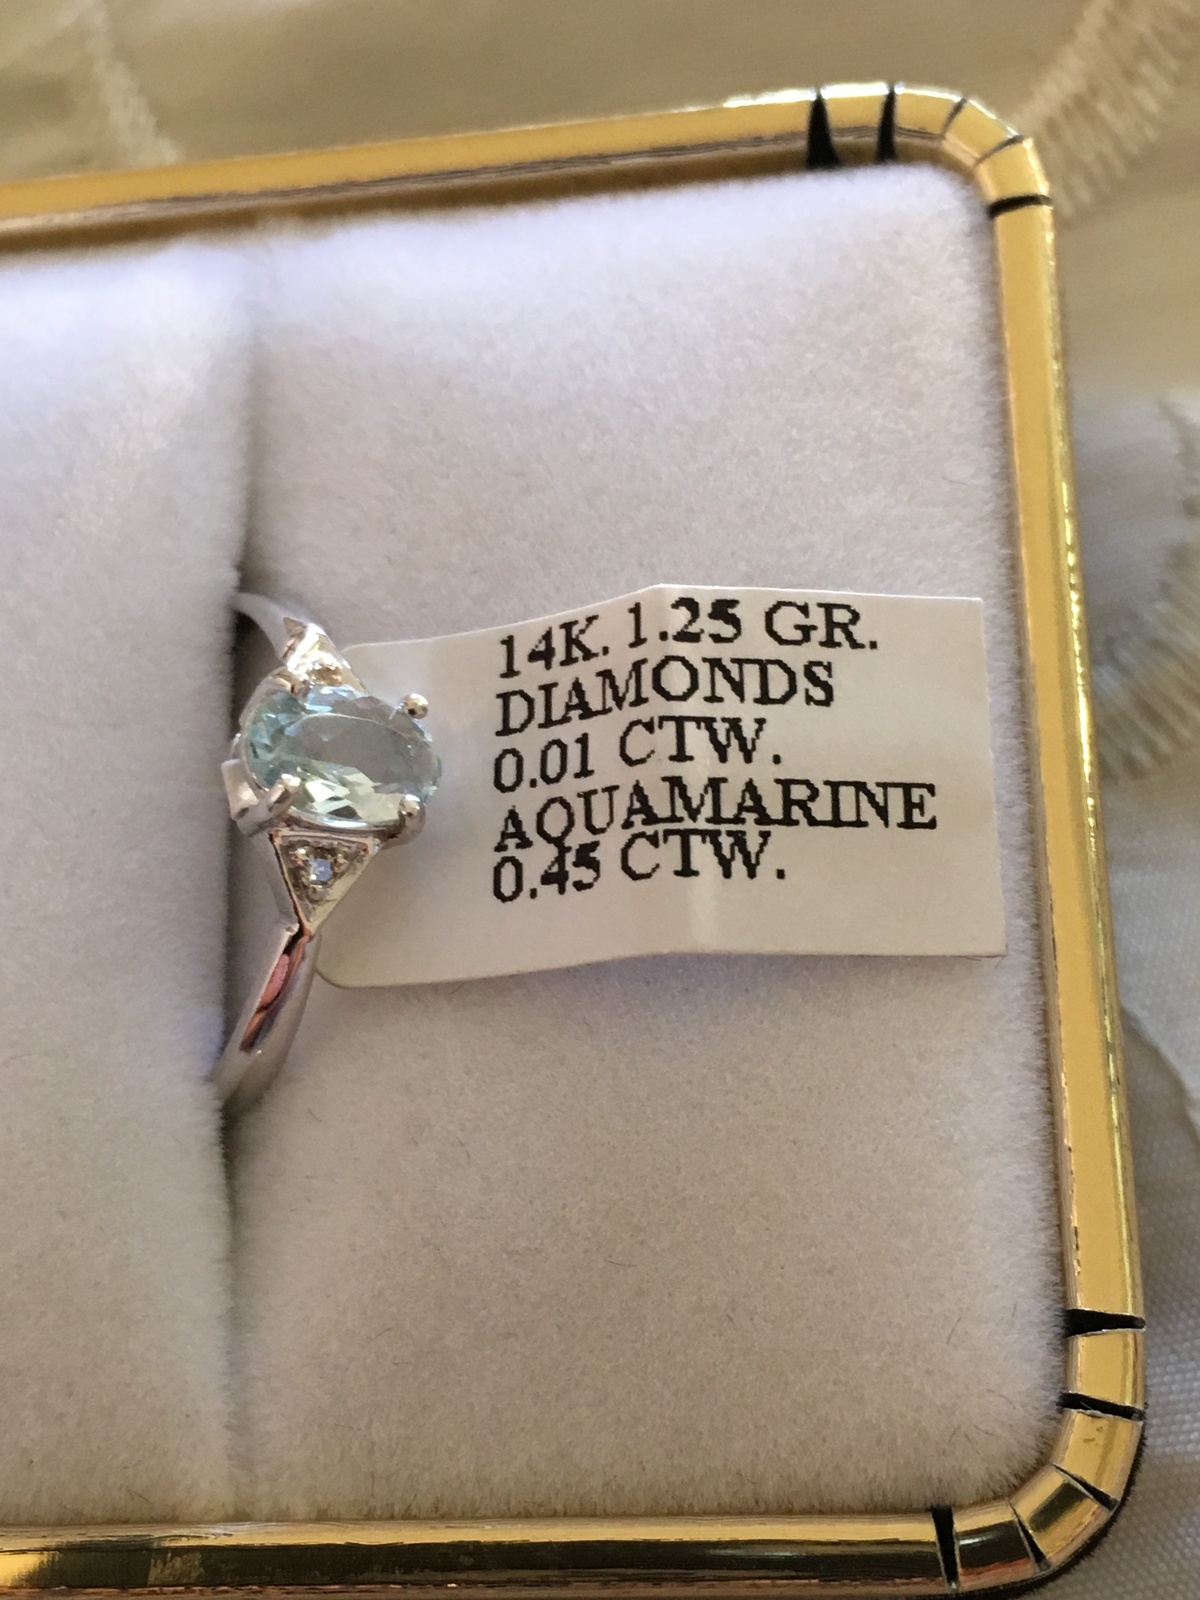 14K. 1.25 GR.
DIAMONDS
0.01 CTW.
AQUAMARINE
0.45 CTW.